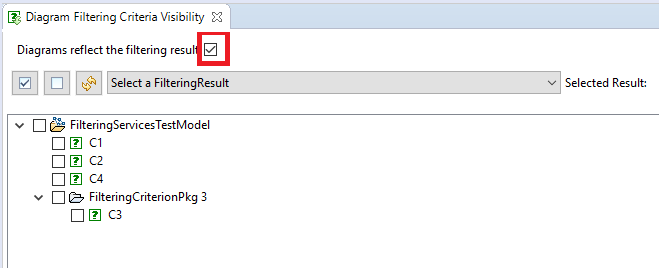 Diagram Filtering Criteria Visibility
Diagrams reflect the filtering result
Select a FilteringResult Selected Result:
FilteringServicesTestModel
C1
C2
C4
FilteringCriterionPkg 3
C3